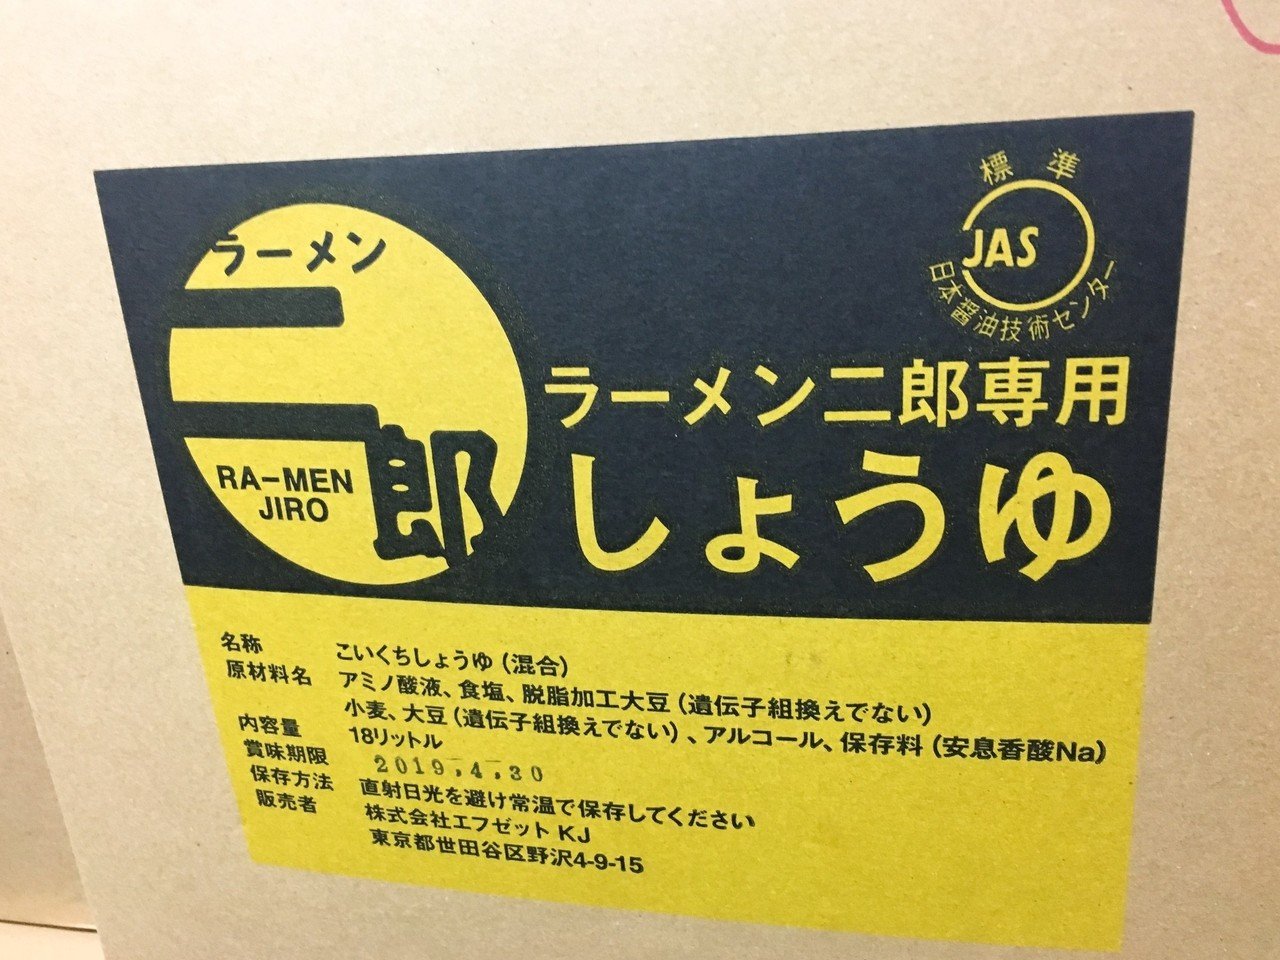 標準
JAS
日本醤油技術センター
ラーメン
二郎
RA-MEN
JIRO
ラーメン二郎専用
しょうゆ
名称 こいくちしょうゆ(混合)
原材料名 アミノ酸液、食塩、脱脂加工大豆(遺伝子組換えでない)
小麦、大豆(遺伝子組換えでない)、アルコール、保存料(安息香酸Na)
内容量 18リットル
賞味期限 2019.4.30
保存方法 直射日光を避け常温で保存してください
販売者 株式会社エフゼットKJ
東京都世田谷区野沢4-9-15